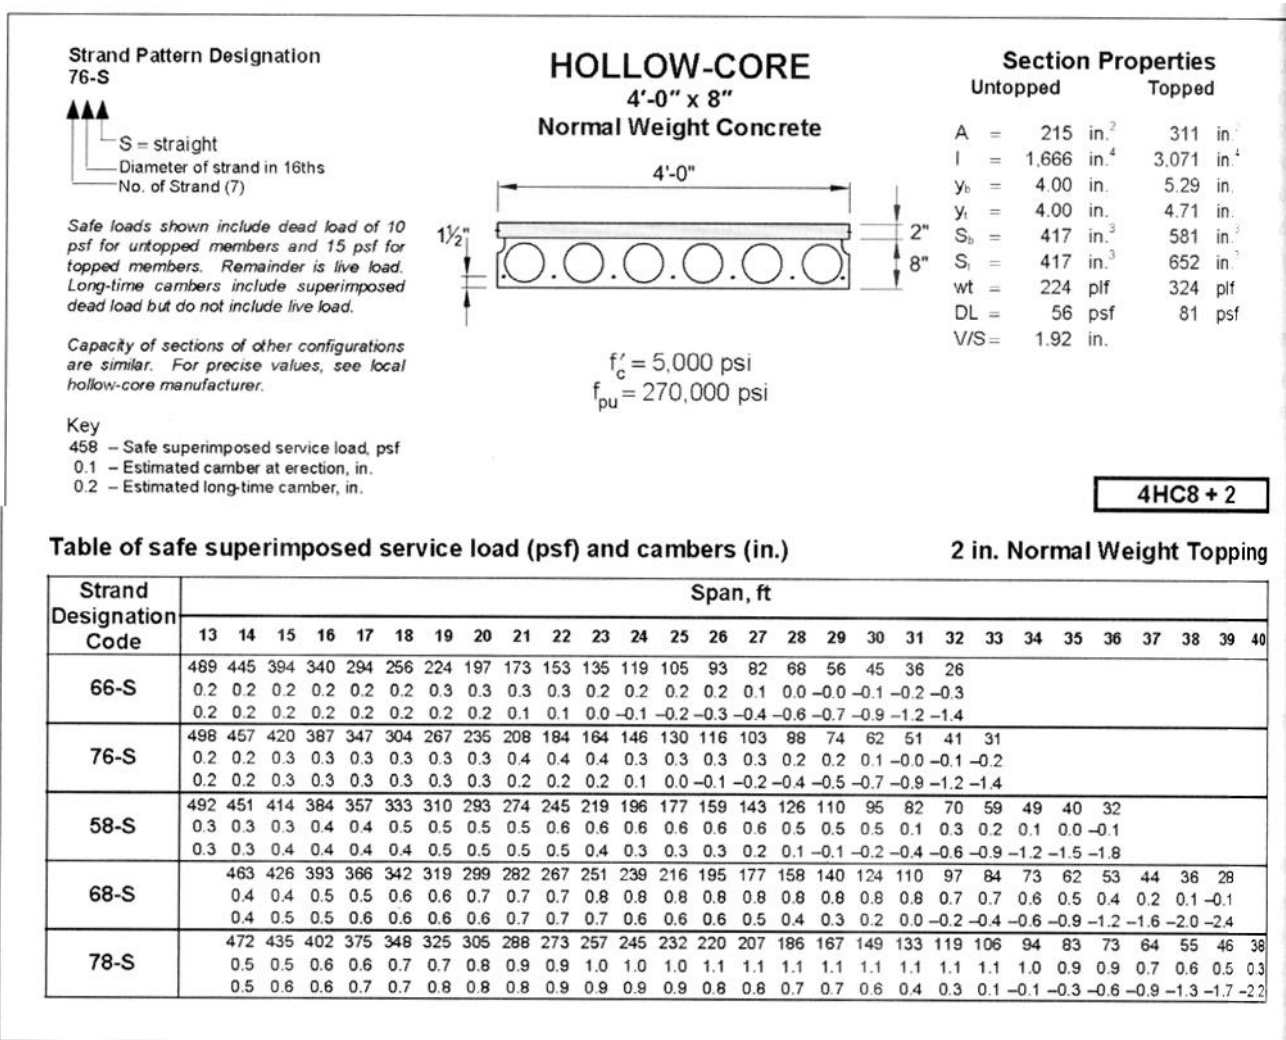 Strand Pattern Designation
76-S
S = straight
Diameter of strand in 16ths
No. of Strand (7)
Safe loads shown include dead load of 10
psf for untopped members and 15 psf for
topped members. Remainder is live load.
Long-time cambers include superimposed
dead load but do not include live load.
Capacity of sections of other configurations
are similar. For precise values, see local
hollow-core manufacturer.
Key
458 – Safe superimposed service load, psf
0.1 – Estimated camber at erection, in.
0.2 – Estimated long-time camber, in.
HOLLOW-CORE
4'-0" x 8"
Normal Weight Concrete
4'-0"
1½"
2"
8"
f′c = 5,000 psi
fpu = 270,000 psi
Section Properties
Untopped Topped
A = 215 in.² 311 in.²
I = 1,666 in.⁴ 3,071 in.⁴
yb = 4.00 in. 5.29 in.
yt = 4.00 in. 4.71 in.
Sb = 417 in.³ 581 in.³
St = 417 in.³ 652 in.³
wt = 224 plf 324 plf
DL = 56 psf 81 psf
V/S = 1.92 in.
4HC8 + 2
Table of safe superimposed service load (psf) and cambers (in.) 2 in. Normal Weight Topping
Strand
Designation
Code
Span, ft
13 14 15 16 17 18 19 20 21 22 23 24 25 26 27 28 29 30 31 32 33 34 35 36 37 38 39 40
66-S
489 445 394 340 294 256 224 197 173 153 135 119 105 93 82 68 56 45 36 26
0.2 0.2 0.2 0.2 0.2 0.2 0.3 0.3 0.3 0.3 0.2 0.2 0.2 0.2 0.1 0.0 –0.0 –0.1 –0.2 –0.3
0.2 0.2 0.2 0.2 0.2 0.2 0.2 0.2 0.1 0.1 0.0 –0.1 –0.2 –0.3 –0.4 –0.6 –0.7 –0.9 –1.2 –1.4
76-S
498 457 420 387 347 304 267 235 208 184 164 146 130 116 103 88 74 62 51 41 31
0.2 0.2 0.3 0.3 0.3 0.3 0.3 0.3 0.4 0.4 0.4 0.3 0.3 0.3 0.3 0.2 0.2 0.1 –0.0 –0.1 –0.2
0.2 0.2 0.3 0.3 0.3 0.3 0.3 0.3 0.2 0.2 0.2 0.1 0.0 –0.1 –0.2 –0.4 –0.5 –0.7 –0.9 –1.2 –1.4
58-S
492 451 414 384 357 333 310 293 274 245 219 196 177 159 143 126 110 95 82 70 59 49 40 32
0.3 0.3 0.3 0.4 0.4 0.5 0.5 0.5 0.5 0.6 0.6 0.6 0.6 0.6 0.6 0.5 0.5 0.5 0.1 0.3 0.2 0.1 0.0 –0.1
0.3 0.3 0.4 0.4 0.4 0.4 0.5 0.5 0.5 0.5 0.4 0.3 0.3 0.3 0.2 0.1 –0.1 –0.2 –0.4 –0.6 –0.9 –1.2 –1.5 –1.8
68-S
463 426 393 366 342 319 299 282 267 251 239 216 195 177 158 140 124 110 97 84 73 62 53 44 36 28
0.4 0.4 0.5 0.5 0.6 0.6 0.7 0.7 0.7 0.8 0.8 0.8 0.8 0.8 0.8 0.8 0.8 0.8 0.7 0.7 0.6 0.5 0.4 0.2 0.1 –0.1
0.4 0.5 0.5 0.6 0.6 0.6 0.6 0.7 0.7 0.7 0.6 0.6 0.6 0.5 0.4 0.3 0.2 0.0 –0.2 –0.4 –0.6 –0.9 –1.2 –1.6 –2.0 –2.4
78-S
472 435 402 375 348 325 305 288 273 257 245 232 220 207 186 167 149 133 119 106 94 83 73 64 55 46 38
0.5 0.5 0.6 0.6 0.7 0.7 0.8 0.9 0.9 1.0 1.0 1.0 1.1 1.1 1.1 1.1 1.1 1.1 1.1 1.1 1.0 0.9 0.9 0.7 0.6 0.5 0.3
0.5 0.6 0.6 0.7 0.7 0.8 0.8 0.8 0.9 0.9 0.9 0.9 0.8 0.8 0.7 0.7 0.6 0.4 0.3 0.1 –0.1 –0.3 –0.6 –0.9 –1.3 –1.7 –2.2